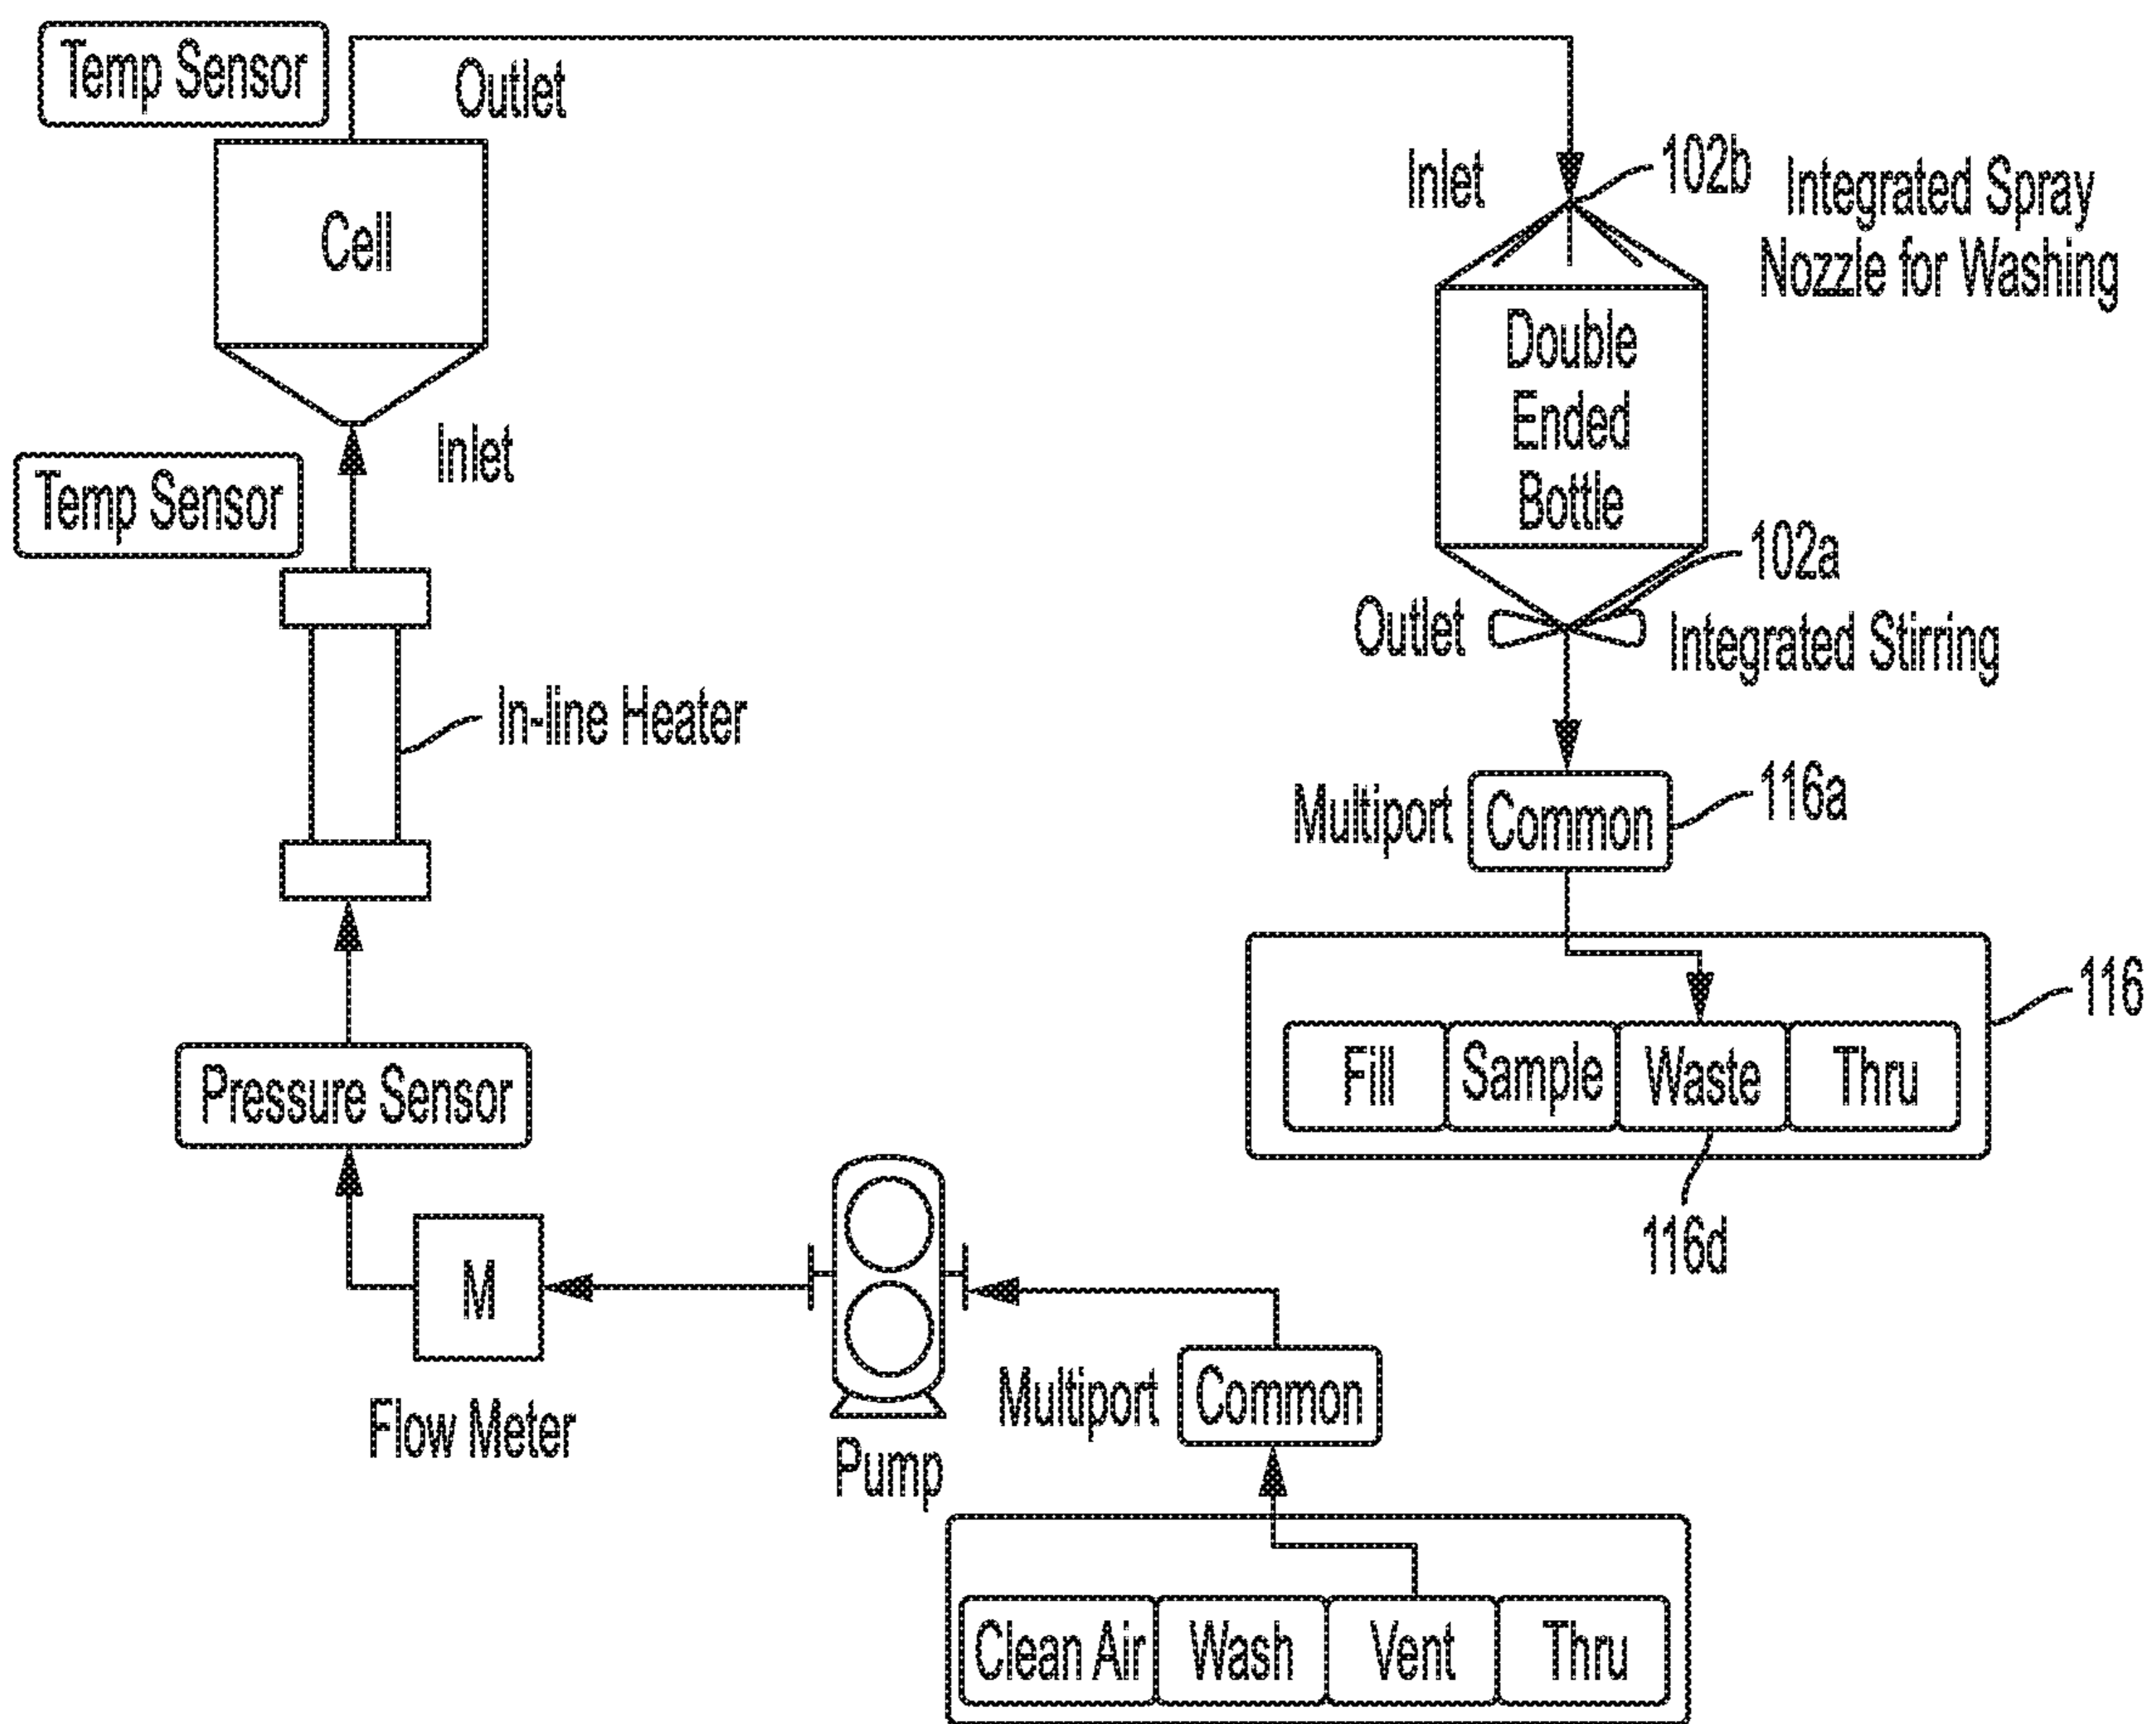 Temp Sensor
Outlet
Cell
Inlet
102b
Integrated Spray
Nozzle for Washing
Double
Ended
Bottle
Temp Sensor
Inlet
102a
Outlet
Integrated Stirring
In-line Heater
Multiport
Common
116a
116
Fill
Sample
Waste
Thru
116d
Pressure Sensor
M
Flow Meter
Pump
Multiport
Common
Clean Air
Wash
Vent
Thru